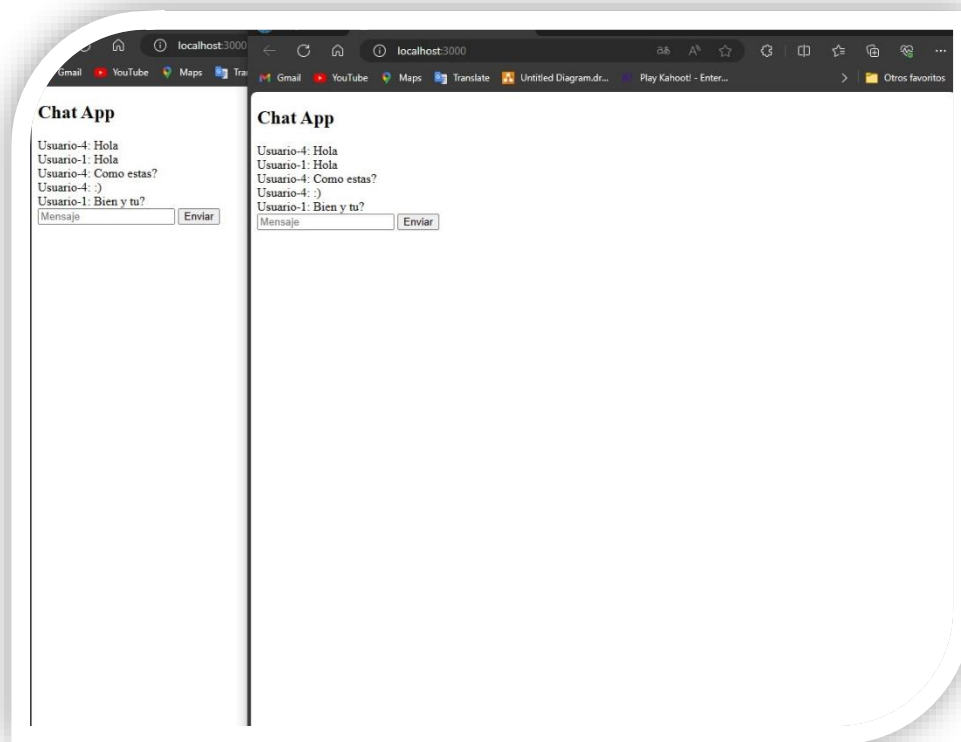 localhost:3000
Gmail YouTube Maps
Chat App
Usuario-4: Hola
Usuario-1: Hola
Usuario-4: Como estas?
Usuario-4: :)
Usuario-1: Bien y tu?
Mensaje Enviar
localhost:3000
Gmail YouTube Maps Translate Untitled Diagram.dr... Play Kahoot! - Enter... Otros favoritos
Chat App
Usuario-4: Hola
Usuario-1: Hola
Usuario-4: Como estas?
Usuario-4: :)
Usuario-1: Bien y tu?
Mensaje Enviar